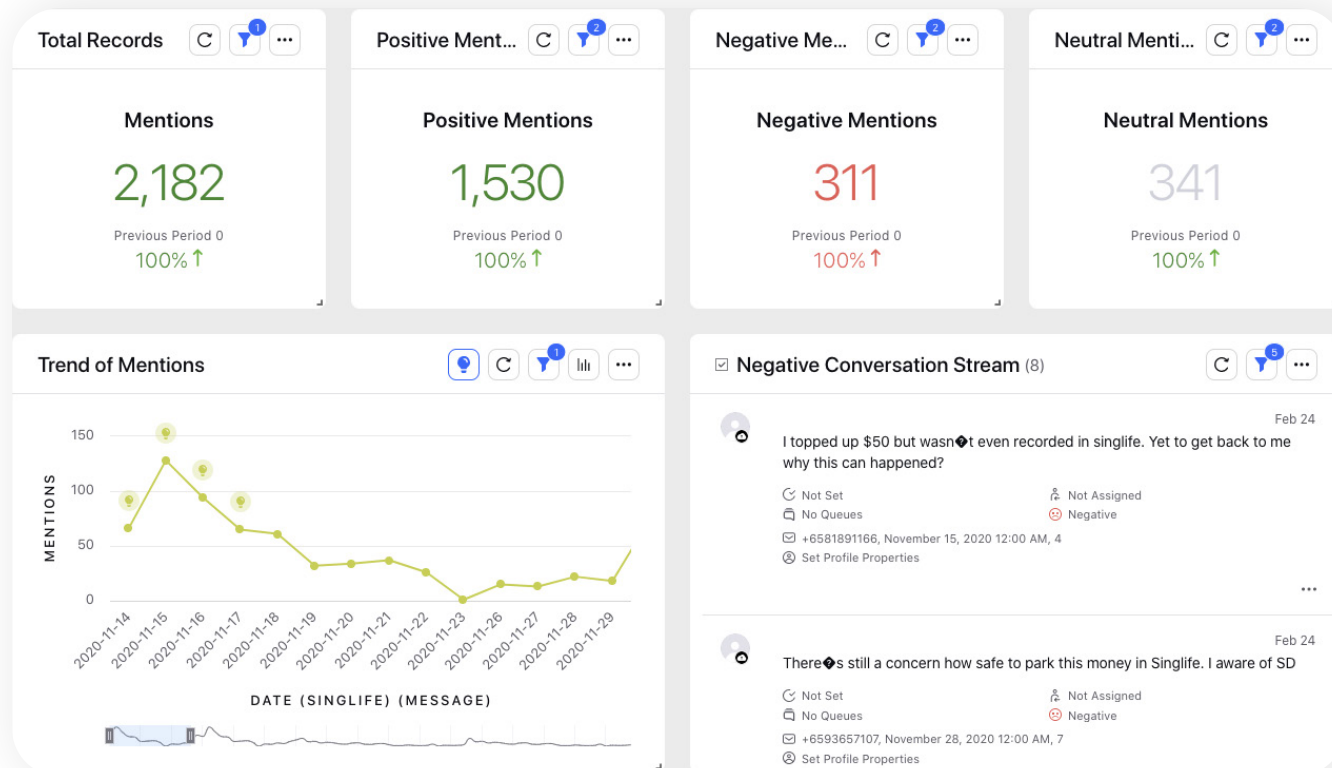 Total Records
1
Positive Ment...
2
Negative Me...
2
Neutral Menti...
2
Mentions
2,182
Previous Period 0
100%↑
Positive Mentions
1,530
Previous Period 0
100%↑
Negative Mentions
311
Previous Period 0
100%↑
Neutral Mentions
341
Previous Period 0
100%↑
Trend of Mentions
1
MENTIONS
150
100
50
0
2020-11-14
2020-11-15
2020-11-16
2020-11-17
2020-11-18
2020-11-19
2020-11-20
2020-11-21
2020-11-22
2020-11-23
2020-11-26
2020-11-27
2020-11-28
2020-11-29
DATE (SINGLIFE) (MESSAGE)
Negative Conversation Stream (8)
5
Feb 24
I topped up $50 but wasn�t even recorded in singlife. Yet to get back to me
why this can happened?
Not Set
Not Assigned
No Queues
Negative
+6581891166, November 15, 2020 12:00 AM, 4
Set Profile Properties
Feb 24
There�s still a concern how safe to park this money in Singlife. I aware of SD
Not Set
Not Assigned
No Queues
Negative
+6593657107, November 28, 2020 12:00 AM, 7
Set Profile Properties